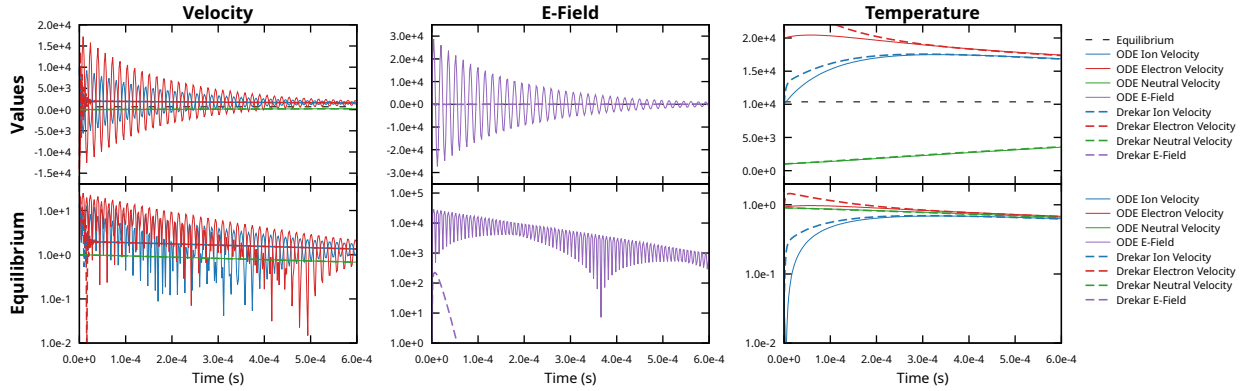 Velocity
E-Field
Temperature
Values
2.0e+4
1.5e+4
1.0e+4
5.0e+3
0.0e+0
-5.0e+3
-1.0e+4
-1.5e+4
3.0e+4
2.0e+4
1.0e+4
0.0e+0
-1.0e+4
-2.0e+4
-3.0e+4
2.0e+4
1.5e+4
1.0e+4
5.0e+3
0.0e+0
Equilibrium
ODE Ion Velocity
ODE Electron Velocity
ODE Neutral Velocity
ODE E-Field
Drekar Ion Velocity
Drekar Electron Velocity
Drekar Neutral Velocity
Drekar E-Field
Equilibrium
1.0e+1
1.0e+0
1.0e-1
1.0e-2
1.0e+5
1.0e+4
1.0e+3
1.0e+2
1.0e+1
1.0e+0
1.0e+0
1.0e-1
1.0e-2
ODE Ion Velocity
ODE Electron Velocity
ODE Neutral Velocity
ODE E-Field
Drekar Ion Velocity
Drekar Electron Velocity
Drekar Neutral Velocity
Drekar E-Field
0.0e+0 1.0e-4 2.0e-4 3.0e-4 4.0e-4 5.0e-4 6.0e-4
0.0e+0 1.0e-4 2.0e-4 3.0e-4 4.0e-4 5.0e-4 6.0e-4
0.0e+0 1.0e-4 2.0e-4 3.0e-4 4.0e-4 5.0e-4 6.0e-4
Time (s)
Time (s)
Time (s)